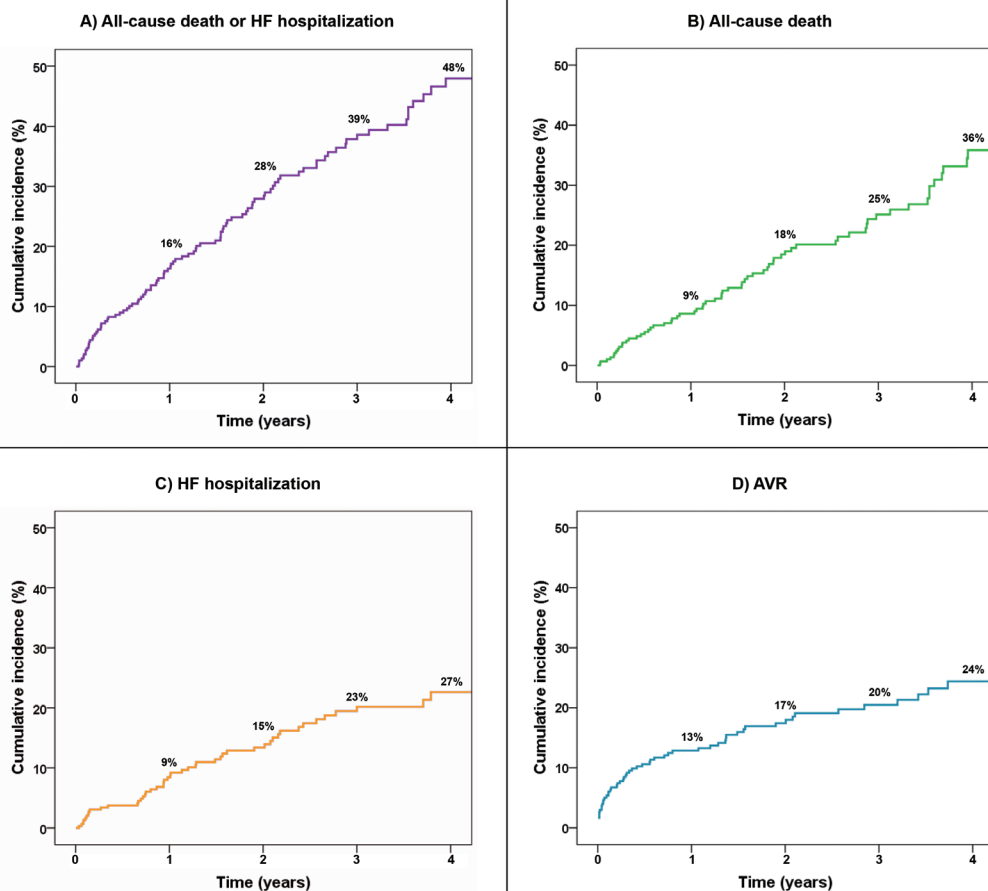 A) All-cause death or HF hospitalization
Cumulative incidence (%)
50
40
30
20
10
0
16%
28%
39%
48%
0 1 2 3 4
Time (years)
B) All-cause death
Cumulative incidence (%)
50
40
30
20
10
0
9%
18%
25%
36%
0 1 2 3 4
Time (years)
C) HF hospitalization
Cumulative incidence (%)
50
40
30
20
10
0
9%
15%
23%
27%
0 1 2 3 4
Time (years)
D) AVR
Cumulative incidence (%)
50
40
30
20
10
0
13%
17%
20%
24%
0 1 2 3 4
Time (years)